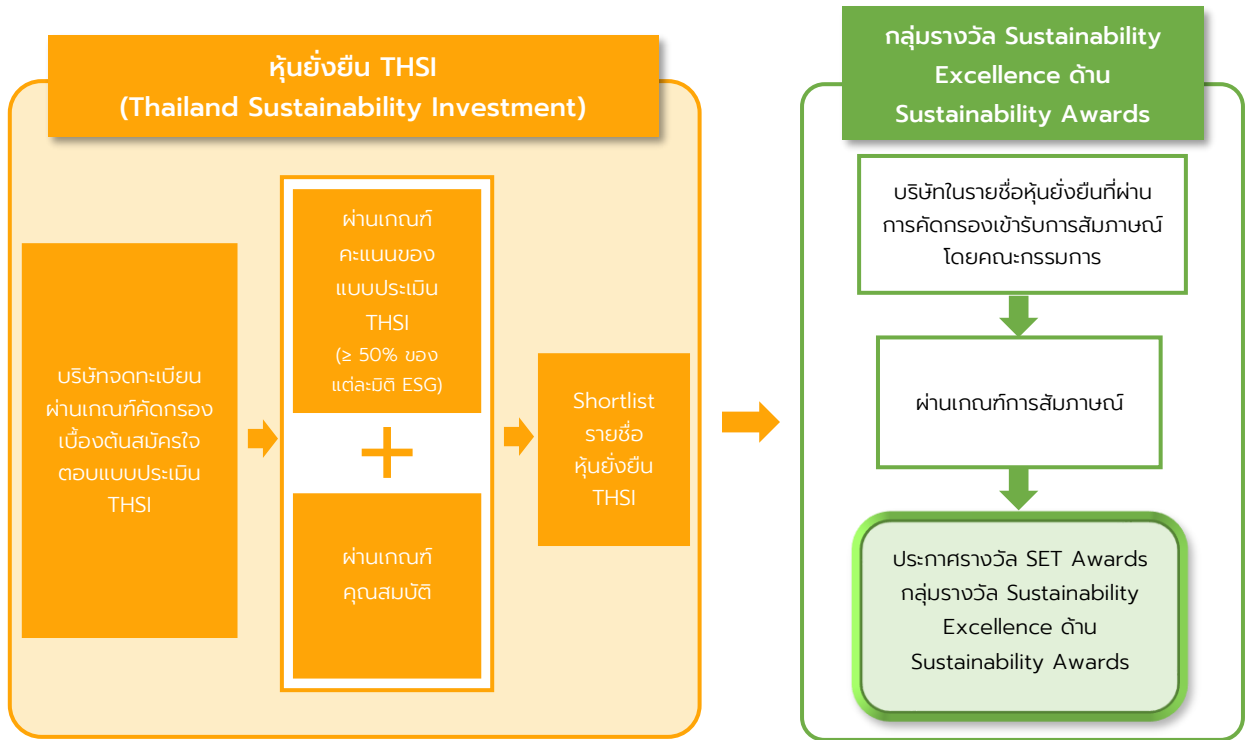 หุ้นยั่งยืน THSI
(Thailand Sustainability Investment)
บริษัทจดทะเบียน
ผ่านเกณฑ์คัดกรอง
เบื้องต้นสมัครใจ
ตอบแบบประเมิน
THSI
ผ่านเกณฑ์
คะแนนของ
แบบประเมิน
THSI
(≥ 50% ของ
แต่ละมิติ ESG)
+
ผ่านเกณฑ์
คุณสมบัติ
Shortlist
รายชื่อ
หุ้นยั่งยืน
THSI
กลุ่มรางวัล Sustainability
Excellence ด้าน
Sustainability Awards
บริษัทในรายชื่อหุ้นยั่งยืนที่ผ่าน
การคัดกรองเข้ารับการสัมภาษณ์
โดยคณะกรรมการ
ผ่านเกณฑ์การสัมภาษณ์
ประกาศรางวัล SET Awards
กลุ่มรางวัล Sustainability
Excellence ด้าน
Sustainability Awards